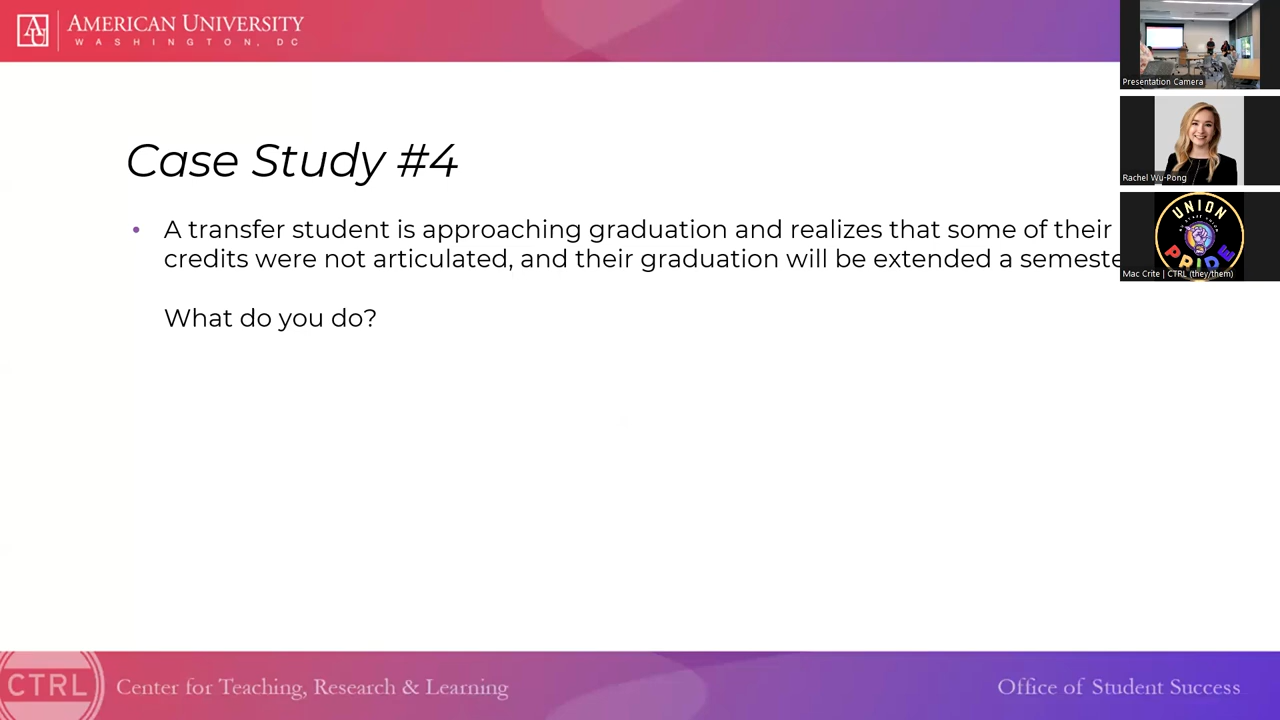 AMERICAN UNIVERSITY
WASHINGTON, DC
Case Study #4
• A transfer student is approaching graduation and realizes that some of their
credits were not articulated, and their graduation will be extended a semeste
What do you do?
Presentation Camera
Rachel Wu-Pong
UNION
PRIDE
Mac Crite | CTRL (they/them)
CTRL
Center for Teaching, Research & Learning
Office of Student Success